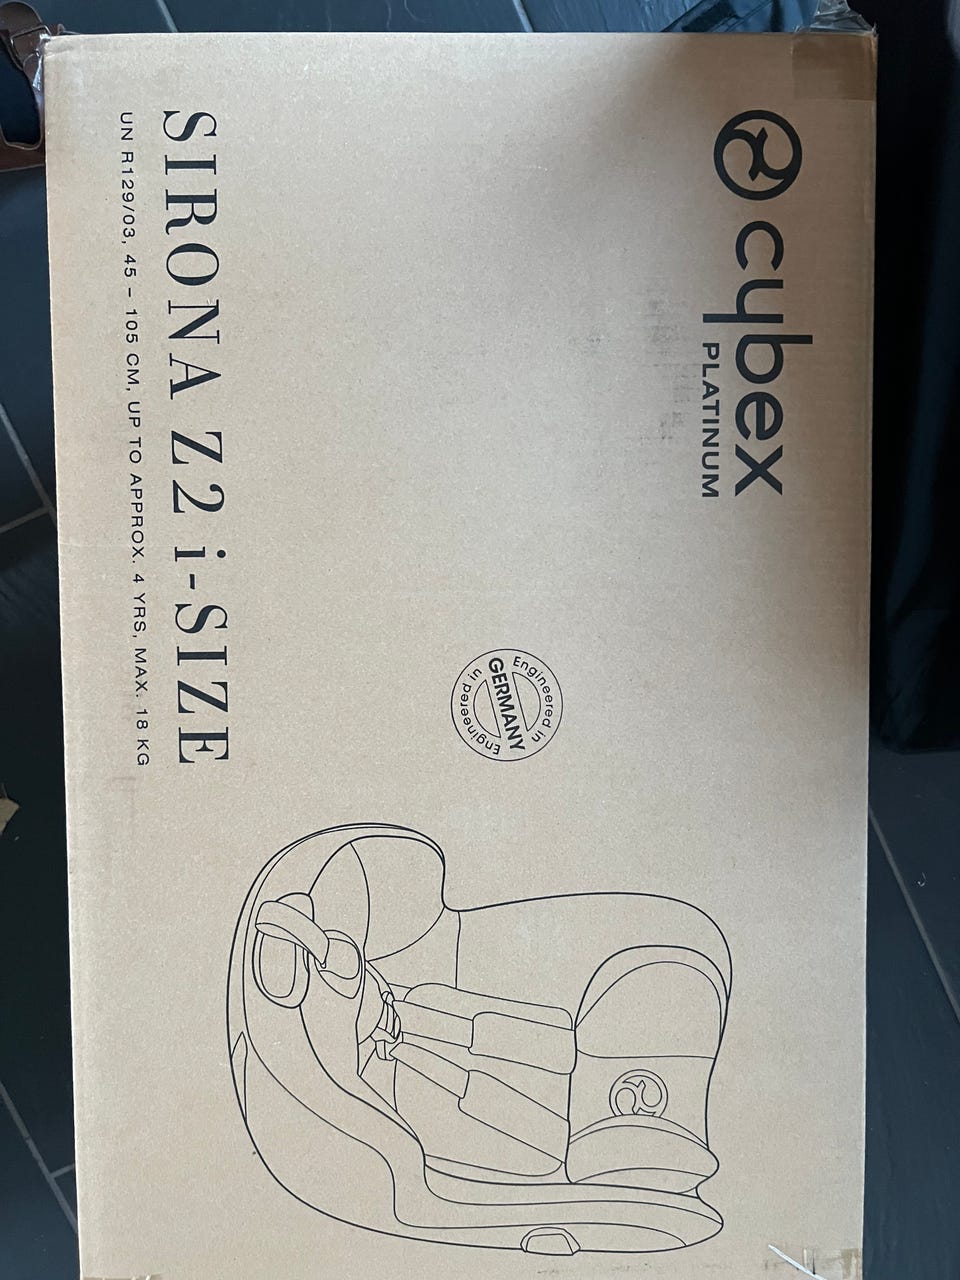 cybex
PLATINUM
Engineered in
GERMANY
Engineered in
SIRONA Z2 i-SIZE
UN R129/03, 45 – 105 CM, UP TO APPROX. 4 YRS, MAX. 18 KG